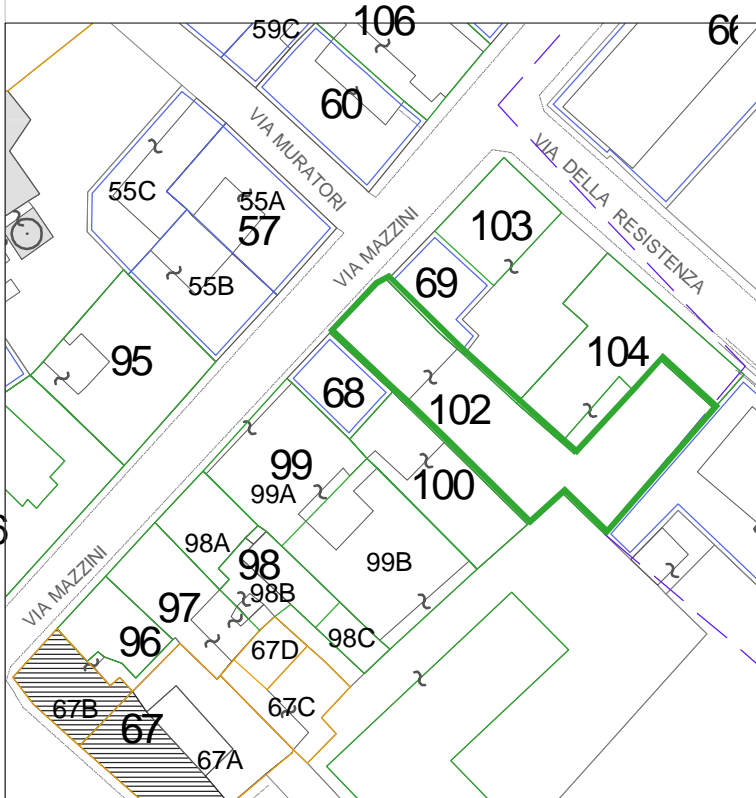 106
59C
66
60
VIA MURATORI
VIA DELLA RESISTENZA
55C
55A
57
103
VIA MAZZINI
55B
69
95
104
68
102
99
99A
100
98A
98
99B
98B
VIA MAZZINI
97
96
98C
67D
67B
67C
67
67A